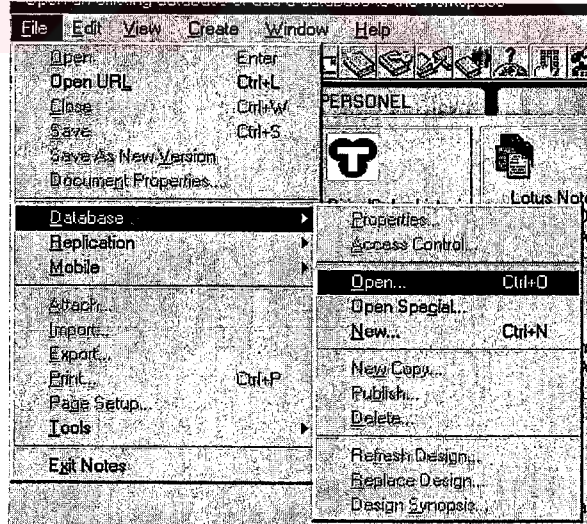 File Edit View Create Window Help
Open Enter
Open URL Ctrl+L
Close Ctrl+W
Save Ctrl+S
Save As New Version
Document Properties...
Database
Replication
Mobile
Attach...
Import...
Export...
Print... Ctrl+P
Page Setup...
Tools
Exit Notes
PERSONEL
Lotus Note
Properties...
Access Control...
Open... Ctrl+O
Open Special...
New... Ctrl+N
New Copy...
Publish...
Delete...
Refresh Design...
Replace Design...
Design Synopsis...